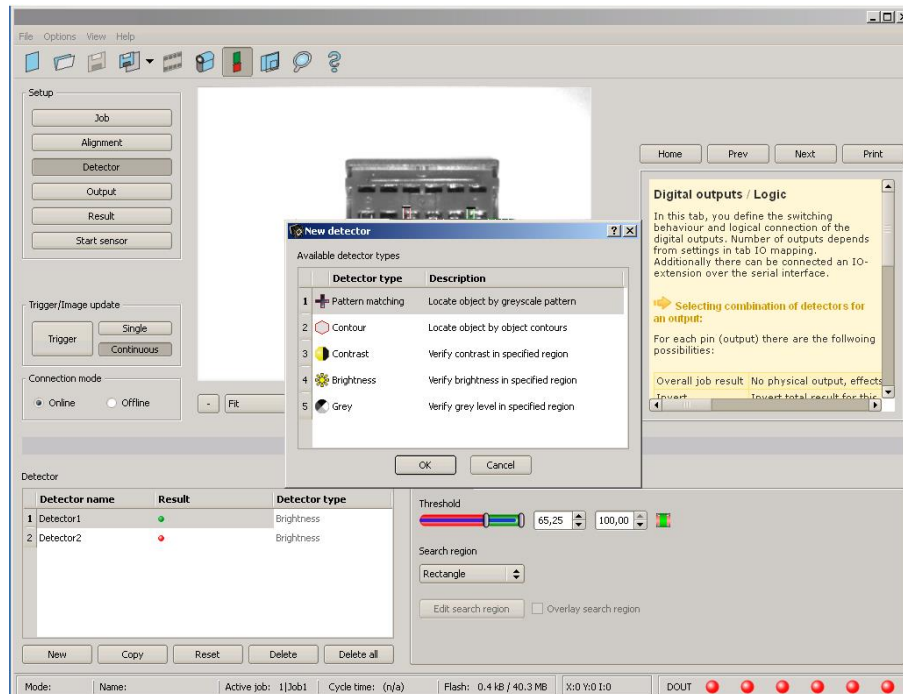 File Options View Help
Setup
Job
Alignment
Detector
Output
Result
Start sensor
Trigger/Image update
Trigger
Single
Continuous
Connection mode
Online
Offline
- Fit
Home
Prev
Next
Print
Digital outputs / Logic
In this tab, you define the switching
behaviour and logical connection of the
digital outputs. Number of outputs depends
from settings in tab IO mapping.
Additionally there can be connected an IO-
extension over the serial interface.
Selecting combination of detectors for
an output:
For each pin (output) there are the follwoing
possibilities:
Overall job result No physical output, effects
Invert Invert total result for this
New detector
Available detector types
Detector type Description
1 Pattern matching Locate object by greyscale pattern
2 Contour Locate object by object contours
3 Contrast Verify contrast in specified region
4 Brightness Verify brightness in specified region
5 Grey Verify grey level in specified region
OK
Cancel
Detector
Detector name Result Detector type
1 Detector1 Brightness
2 Detector2 Brightness
New
Copy
Reset
Delete
Delete all
Threshold
65,25 100,00
Search region
Rectangle
Edit search region
Overlay search region
Mode: Name: Active job: 1|Job1 Cycle time: (n/a) Flash: 0.4 kB / 40.3 MB X:0 Y:0 I:0 DOUT